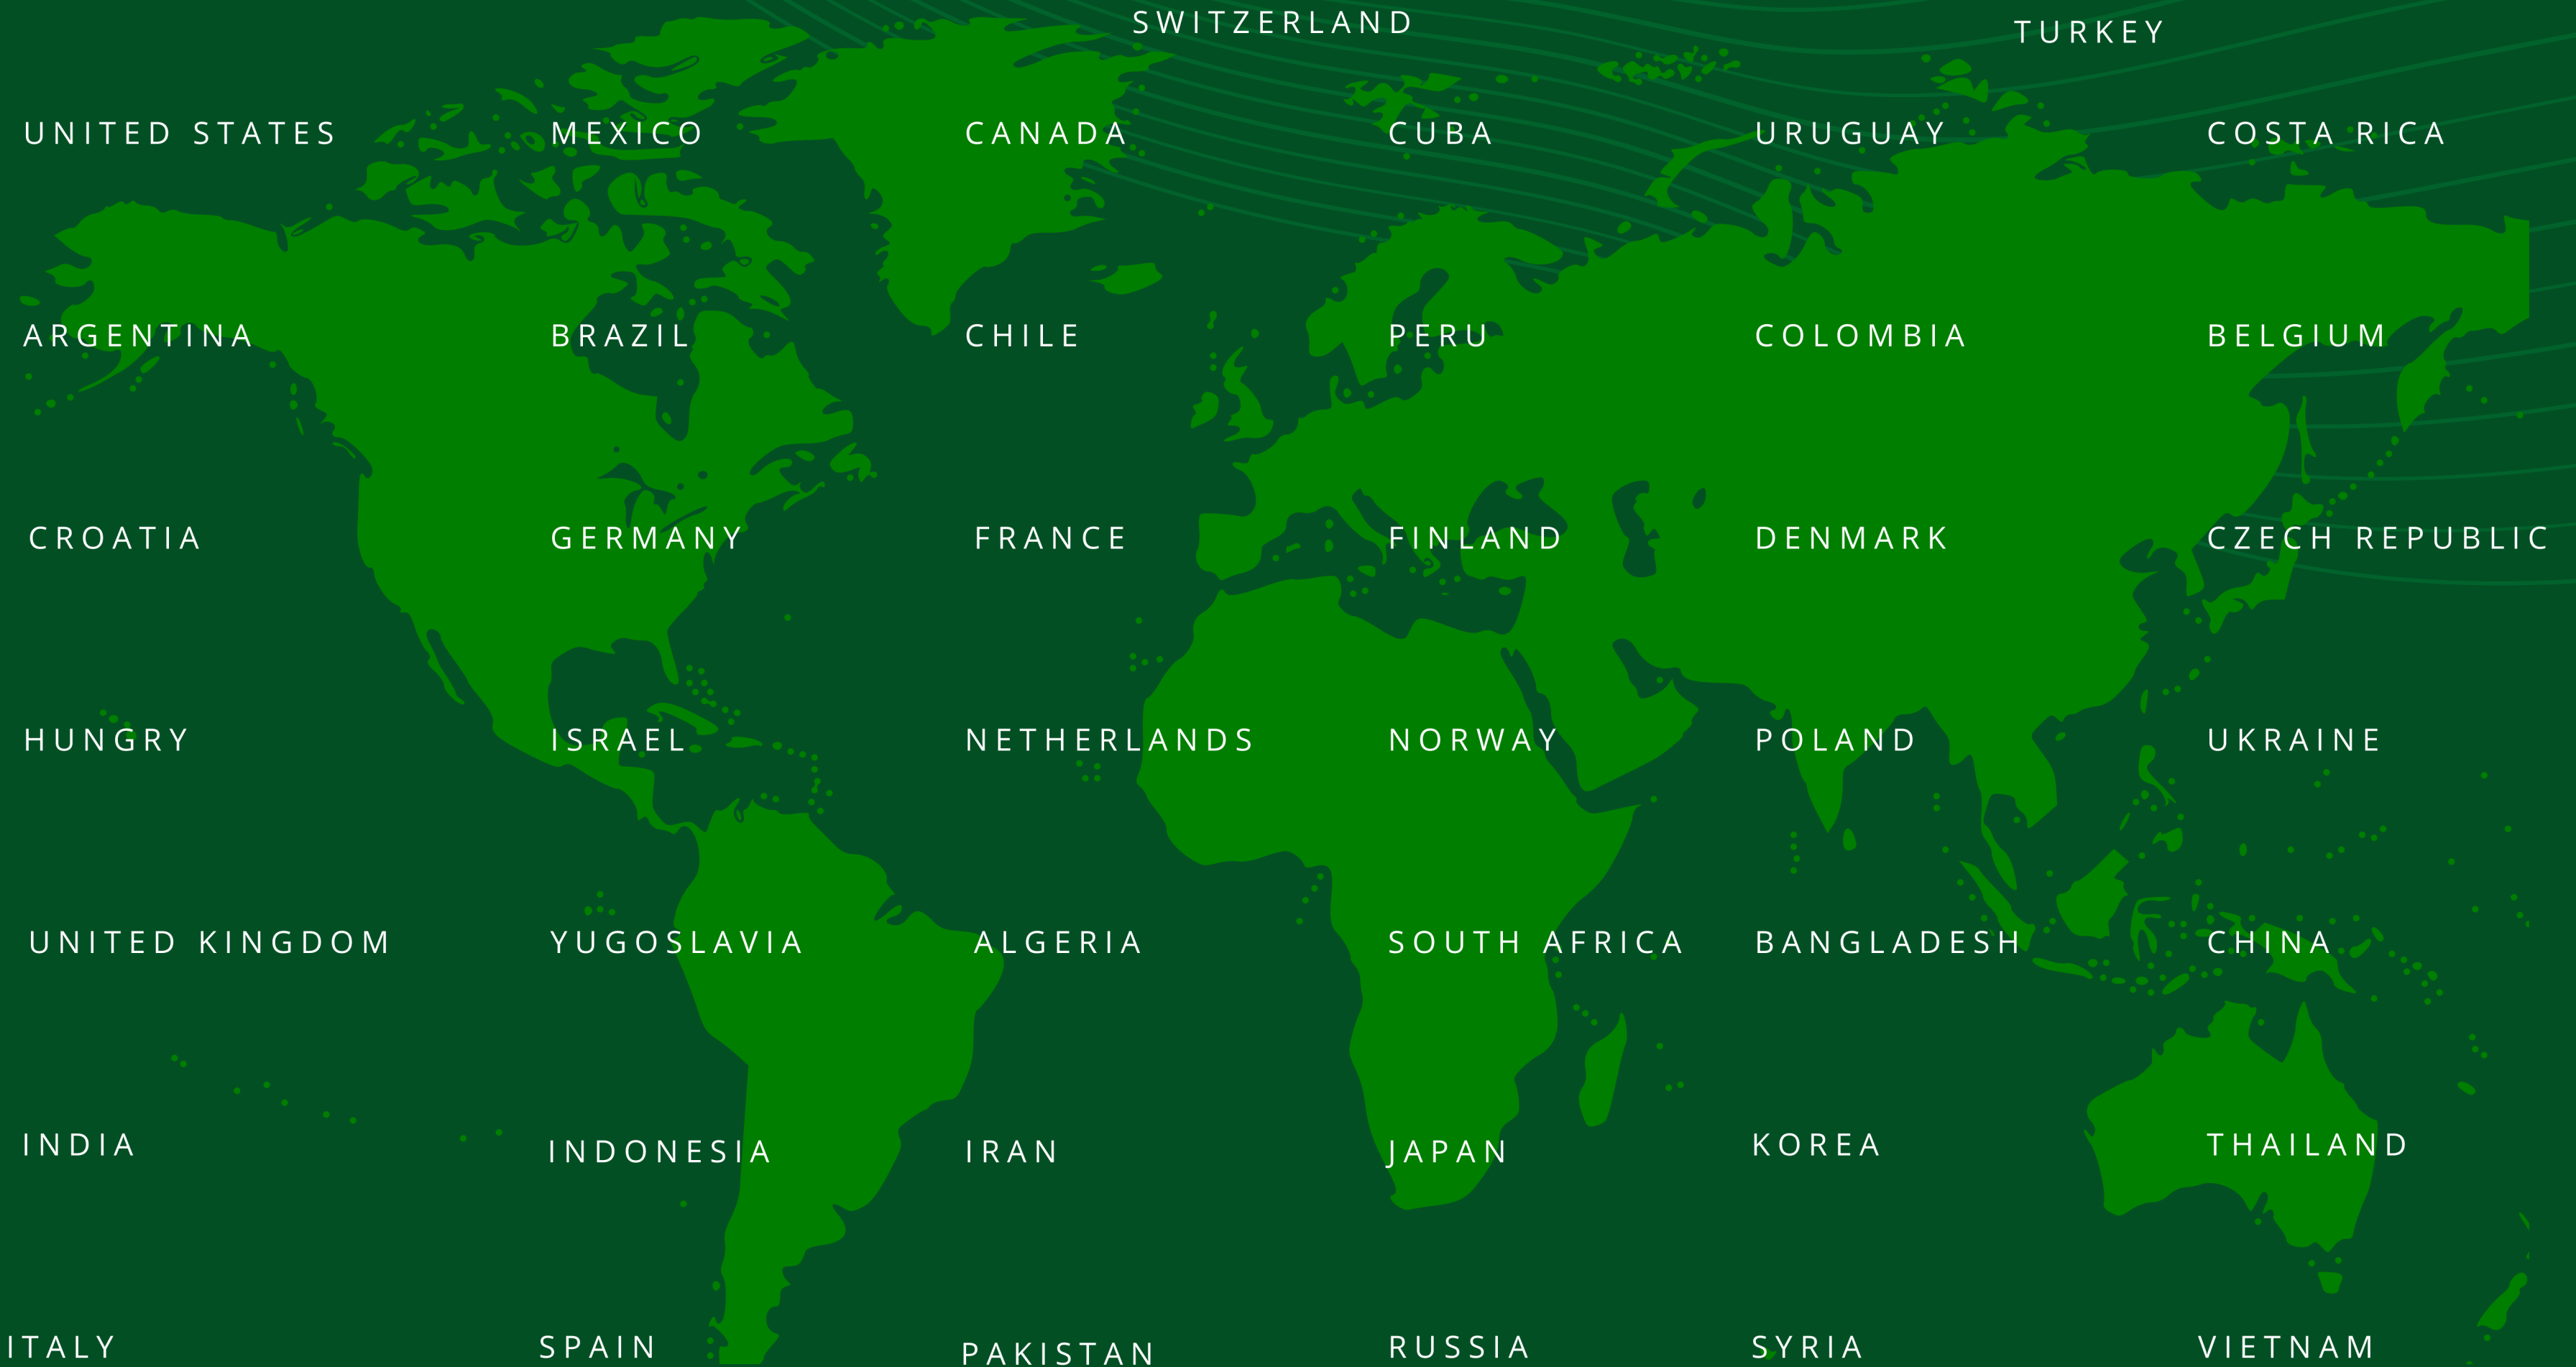 SWITZERLAND
TURKEY
UNITED STATES
MEXICO
CANADA
CUBA
URUGUAY
COSTA RICA
ARGENTINA
BRAZIL
CHILE
PERU
COLOMBIA
BELGIUM
CROATIA
GERMANY
FRANCE
FINLAND
DENMARK
CZECH REPUBLIC
HUNGRY
ISRAEL
NETHERLANDS
NORWAY
POLAND
UKRAINE
UNITED KINGDOM
YUGOSLAVIA
ALGERIA
SOUTH AFRICA
BANGLADESH
CHINA
INDIA
INDONESIA
IRAN
JAPAN
KOREA
THAILAND
ITALY
SPAIN
PAKISTAN
RUSSIA
SYRIA
VIETNAM